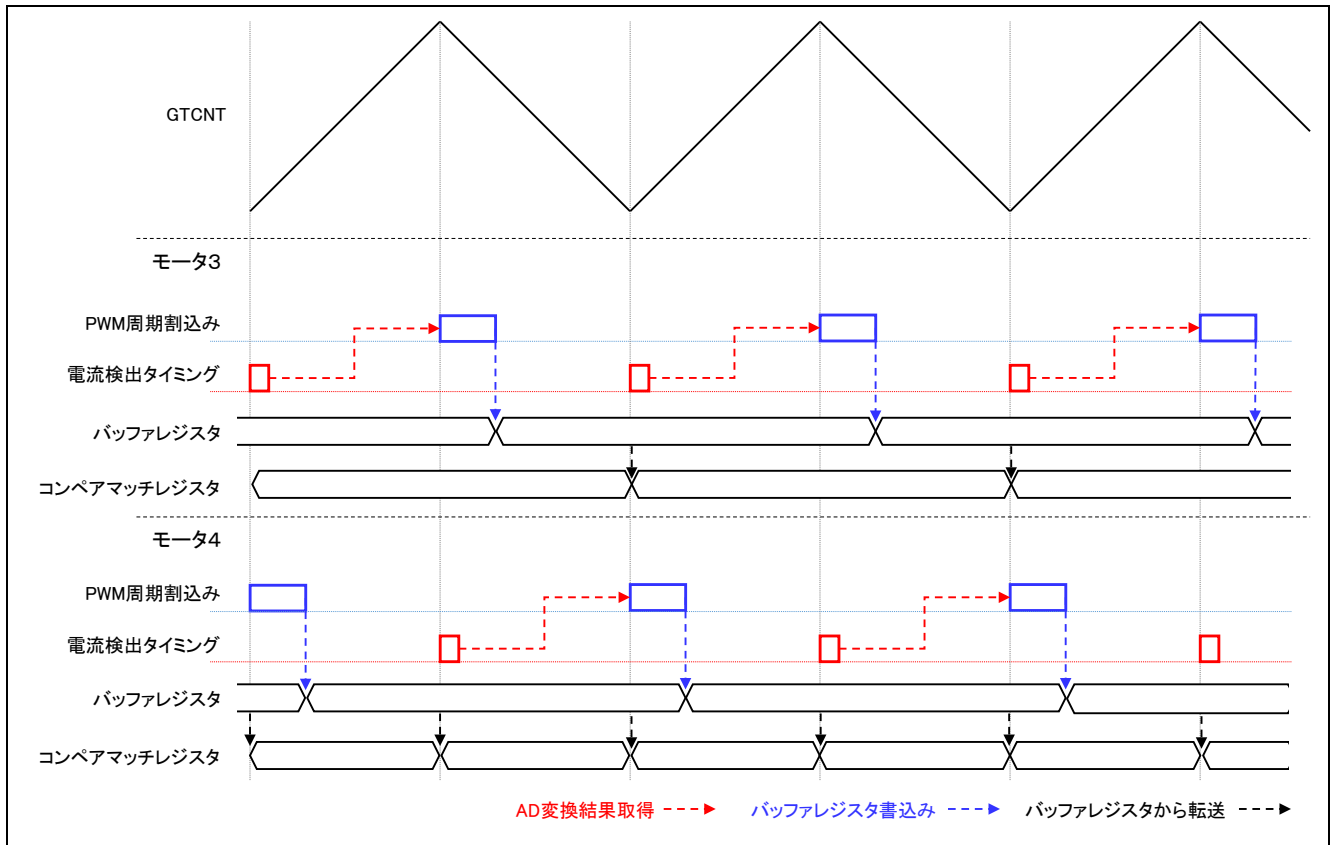 GTCNT
モータ3
PWM周期割込み
電流検出タイミング
バッファレジスタ
コンペアマッチレジスタ
モータ4
PWM周期割込み
電流検出タイミング
バッファレジスタ
コンペアマッチレジスタ
AD変換結果取得 バッファレジスタ書込み バッファレジスタから転送